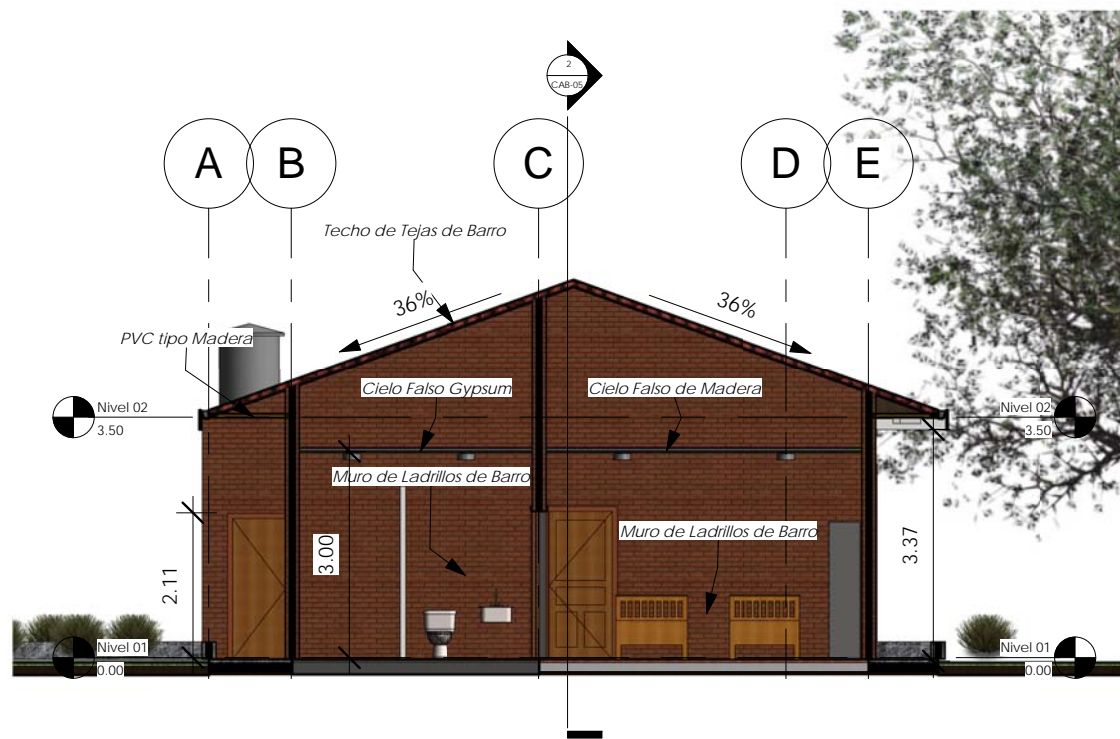 2
CAB-05
A
B
C
D
E
Techo de Tejas de Barro
36%
36%
PVC tipo Madera
Cielo Falso Gypsum
Cielo Falso de Madera
Nivel 02
3.50
Nivel 02
3.50
Muro de Ladrillos de Barro
Muro de Ladrillos de Barro
2.11
3.00
3.37
Nivel 01
0.00
Nivel 01
0.00